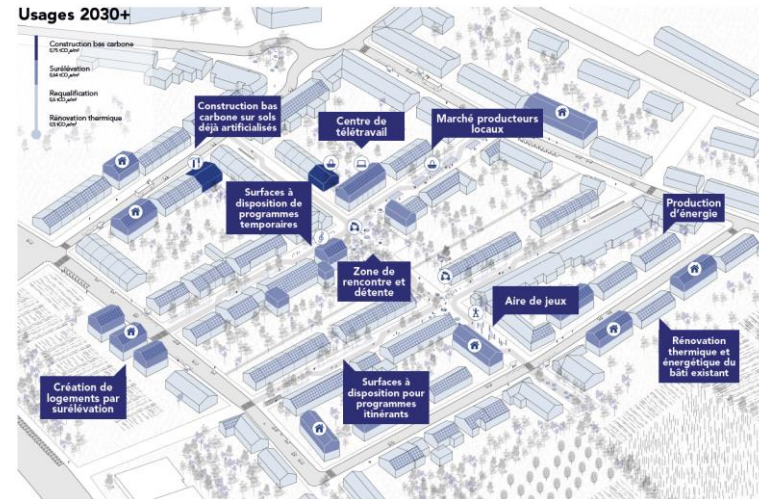 Usages 2030+
Construction bas carbone
Surélévation
Requalification
Rénovation thermique
Construction bas
carbone sur sols
déjà artificialisés
Centre de
télétravail
Marché producteurs
locaux
Surfaces à
disposition de
programmes
temporaires
Production
d'énergie
Zone de
rencontre et
détente
Aire de jeux
Création de
logements par
surélévation
Surfaces à
disposition pour
programmes
itinérants
Rénovation
thermique et
énergétique du
bâti existant